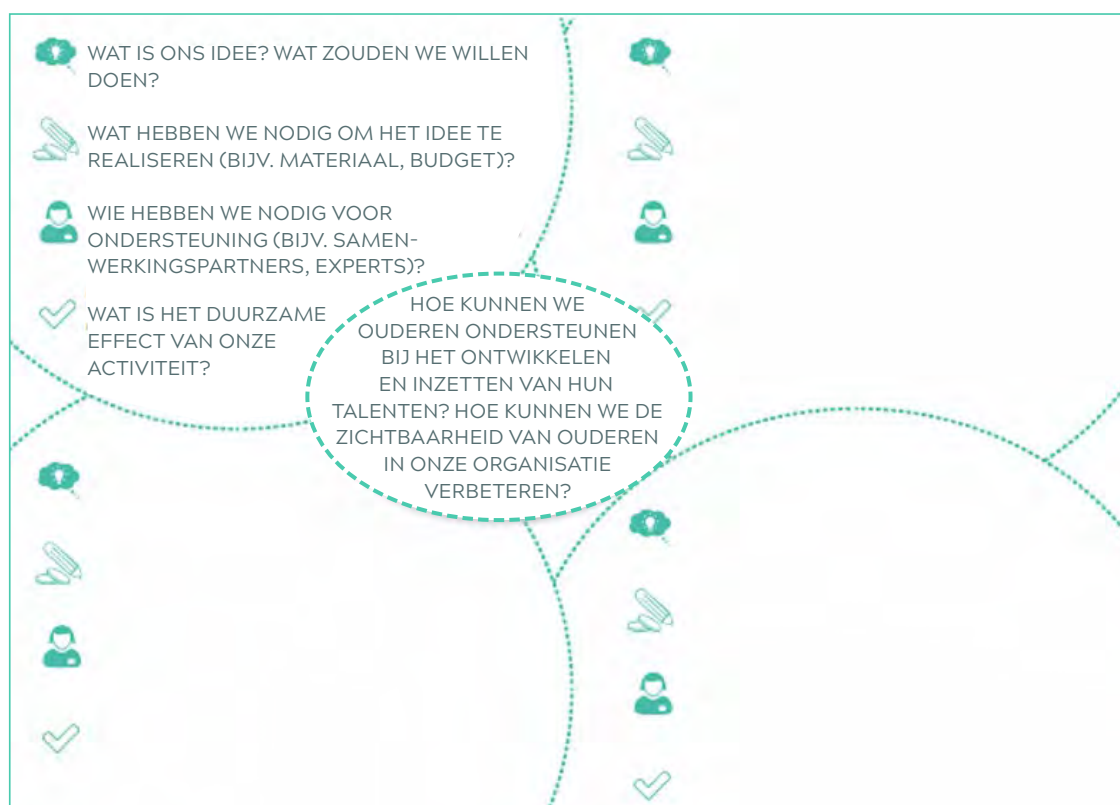 WAT IS ONS IDEE? WAT ZOUDEN WE WILLEN
DOEN?
WAT HEBBEN WE NODIG OM HET IDEE TE
REALISEREN (BIJV. MATERIAAL, BUDGET)?
WIE HEBBEN WE NODIG VOOR
ONDERSTEUNING (BIJV. SAMEN-
WERKINGSPARTNERS, EXPERTS)?
WAT IS HET DUURZAME
EFFECT VAN ONZE
ACTIVITEIT?
HOE KUNNEN WE
OUDEREN ONDERSTEUNEN
BIJ HET ONTWIKKELEN
EN INZETTEN VAN HUN
TALENTEN? HOE KUNNEN WE DE
ZICHTBAARHEID VAN OUDEREN
IN ONZE ORGANISATIE
VERBETEREN?